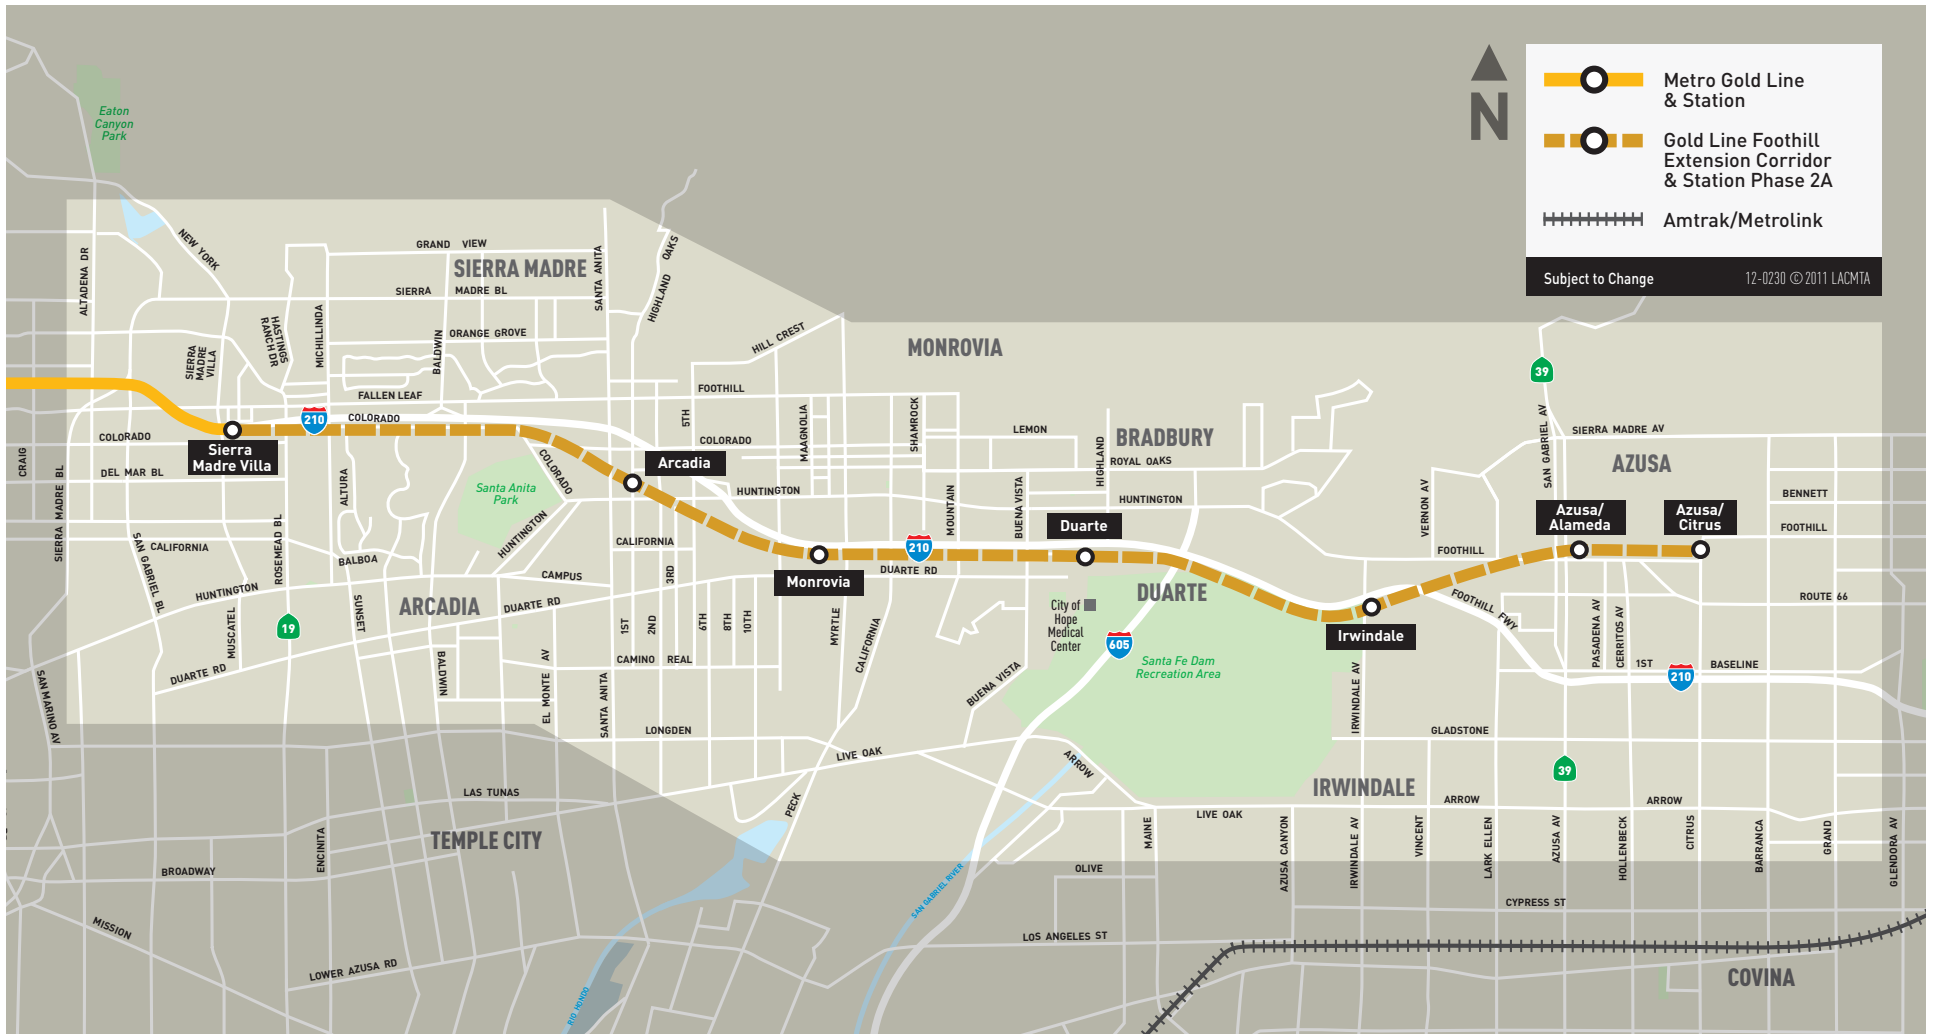 Metro Gold Line
& Station
Gold Line Foothill
Extension Corridor
& Station Phase 2A
Amtrak/Metrolink
Subject to Change
12-0230 © 2011 LACMTA
N
Eaton
Canyon
Park
NEW YORK
ALTADENA DR
GRAND VIEW
SIERRA MADRE
SIERRA MADRE BL
SANTA ANITA
HIGHLAND OAKS
ORANGE GROVE
HASTINGS
RANCH DR
MICHILLINDA
BALDWIN
SIERRA
MADRE
VILLA
HILL CREST
MONROVIA
39
FALLEN LEAF
FOOTHILL
210
COLORADO
5TH
MAAGNOLIA
SHAMROCK
SAN GABRIEL AV
COLORADO
CRAIG
Sierra
Madre Villa
COLORADO
LEMON
BRADBURY
SIERRA MADRE AV
HIGHLAND
ROYAL OAKS
AZUSA
DEL MAR BL
SIERRA MADRE BL
ALTURA
COLORADO
Arcadia
Santa Anita
Park
HUNTINGTON
MOUNTAIN
BUENA VISTA
HUNTINGTON
VERNON AV
BENNETT
Azusa/
Alameda
Azusa/
Citrus
FOOTHILL
Duarte
HUNTINGTON
ROSEMEAD BL
SAN GABRIEL BL
CALIFORNIA
CALIFORNIA
210
FOOTHILL
BALBOA
CAMPUS
3RD
Monrovia
DUARTE RD
HUNTINGTON
ARCADIA
DUARTE RD
DUARTE
FOOTHILL FWY
ROUTE 66
SUNSET
MUSCATEL
19
1ST
2ND
6TH
8TH
10TH
MYRTLE
CALIFORNIA
City of
Hope
Medical
Center
605
Irwindale
PASADENA AV
CERRITOS AV
CAMINO REAL
1ST
BASELINE
210
DUARTE RD
BALDWIN
EL MONTE AV
SANTA ANITA
BUENA VISTA
Santa Fe Dam
Recreation Area
IRWINDALE AV
SAN MARINO AV
LONGDEN
GLADSTONE
LIVE OAK
ARROW
39
IRWINDALE
LAS TUNAS
PECK
ARROW
ARROW
LIVE OAK
TEMPLE CITY
ENCINITA
MAINE
AZUSA CANYON
IRWINDALE AV
VINCENT
LARK ELLEN
AZUSA AV
HOLLENBECK
CITRUS
BARRANCA
GRAND
GLENDORA AV
BROADWAY
OLIVE
SAN GABRIEL RIVER
CYPRESS ST
MISSION
LOS ANGELES ST
LOWER AZUSA RD
RIO HONDO
COVINA